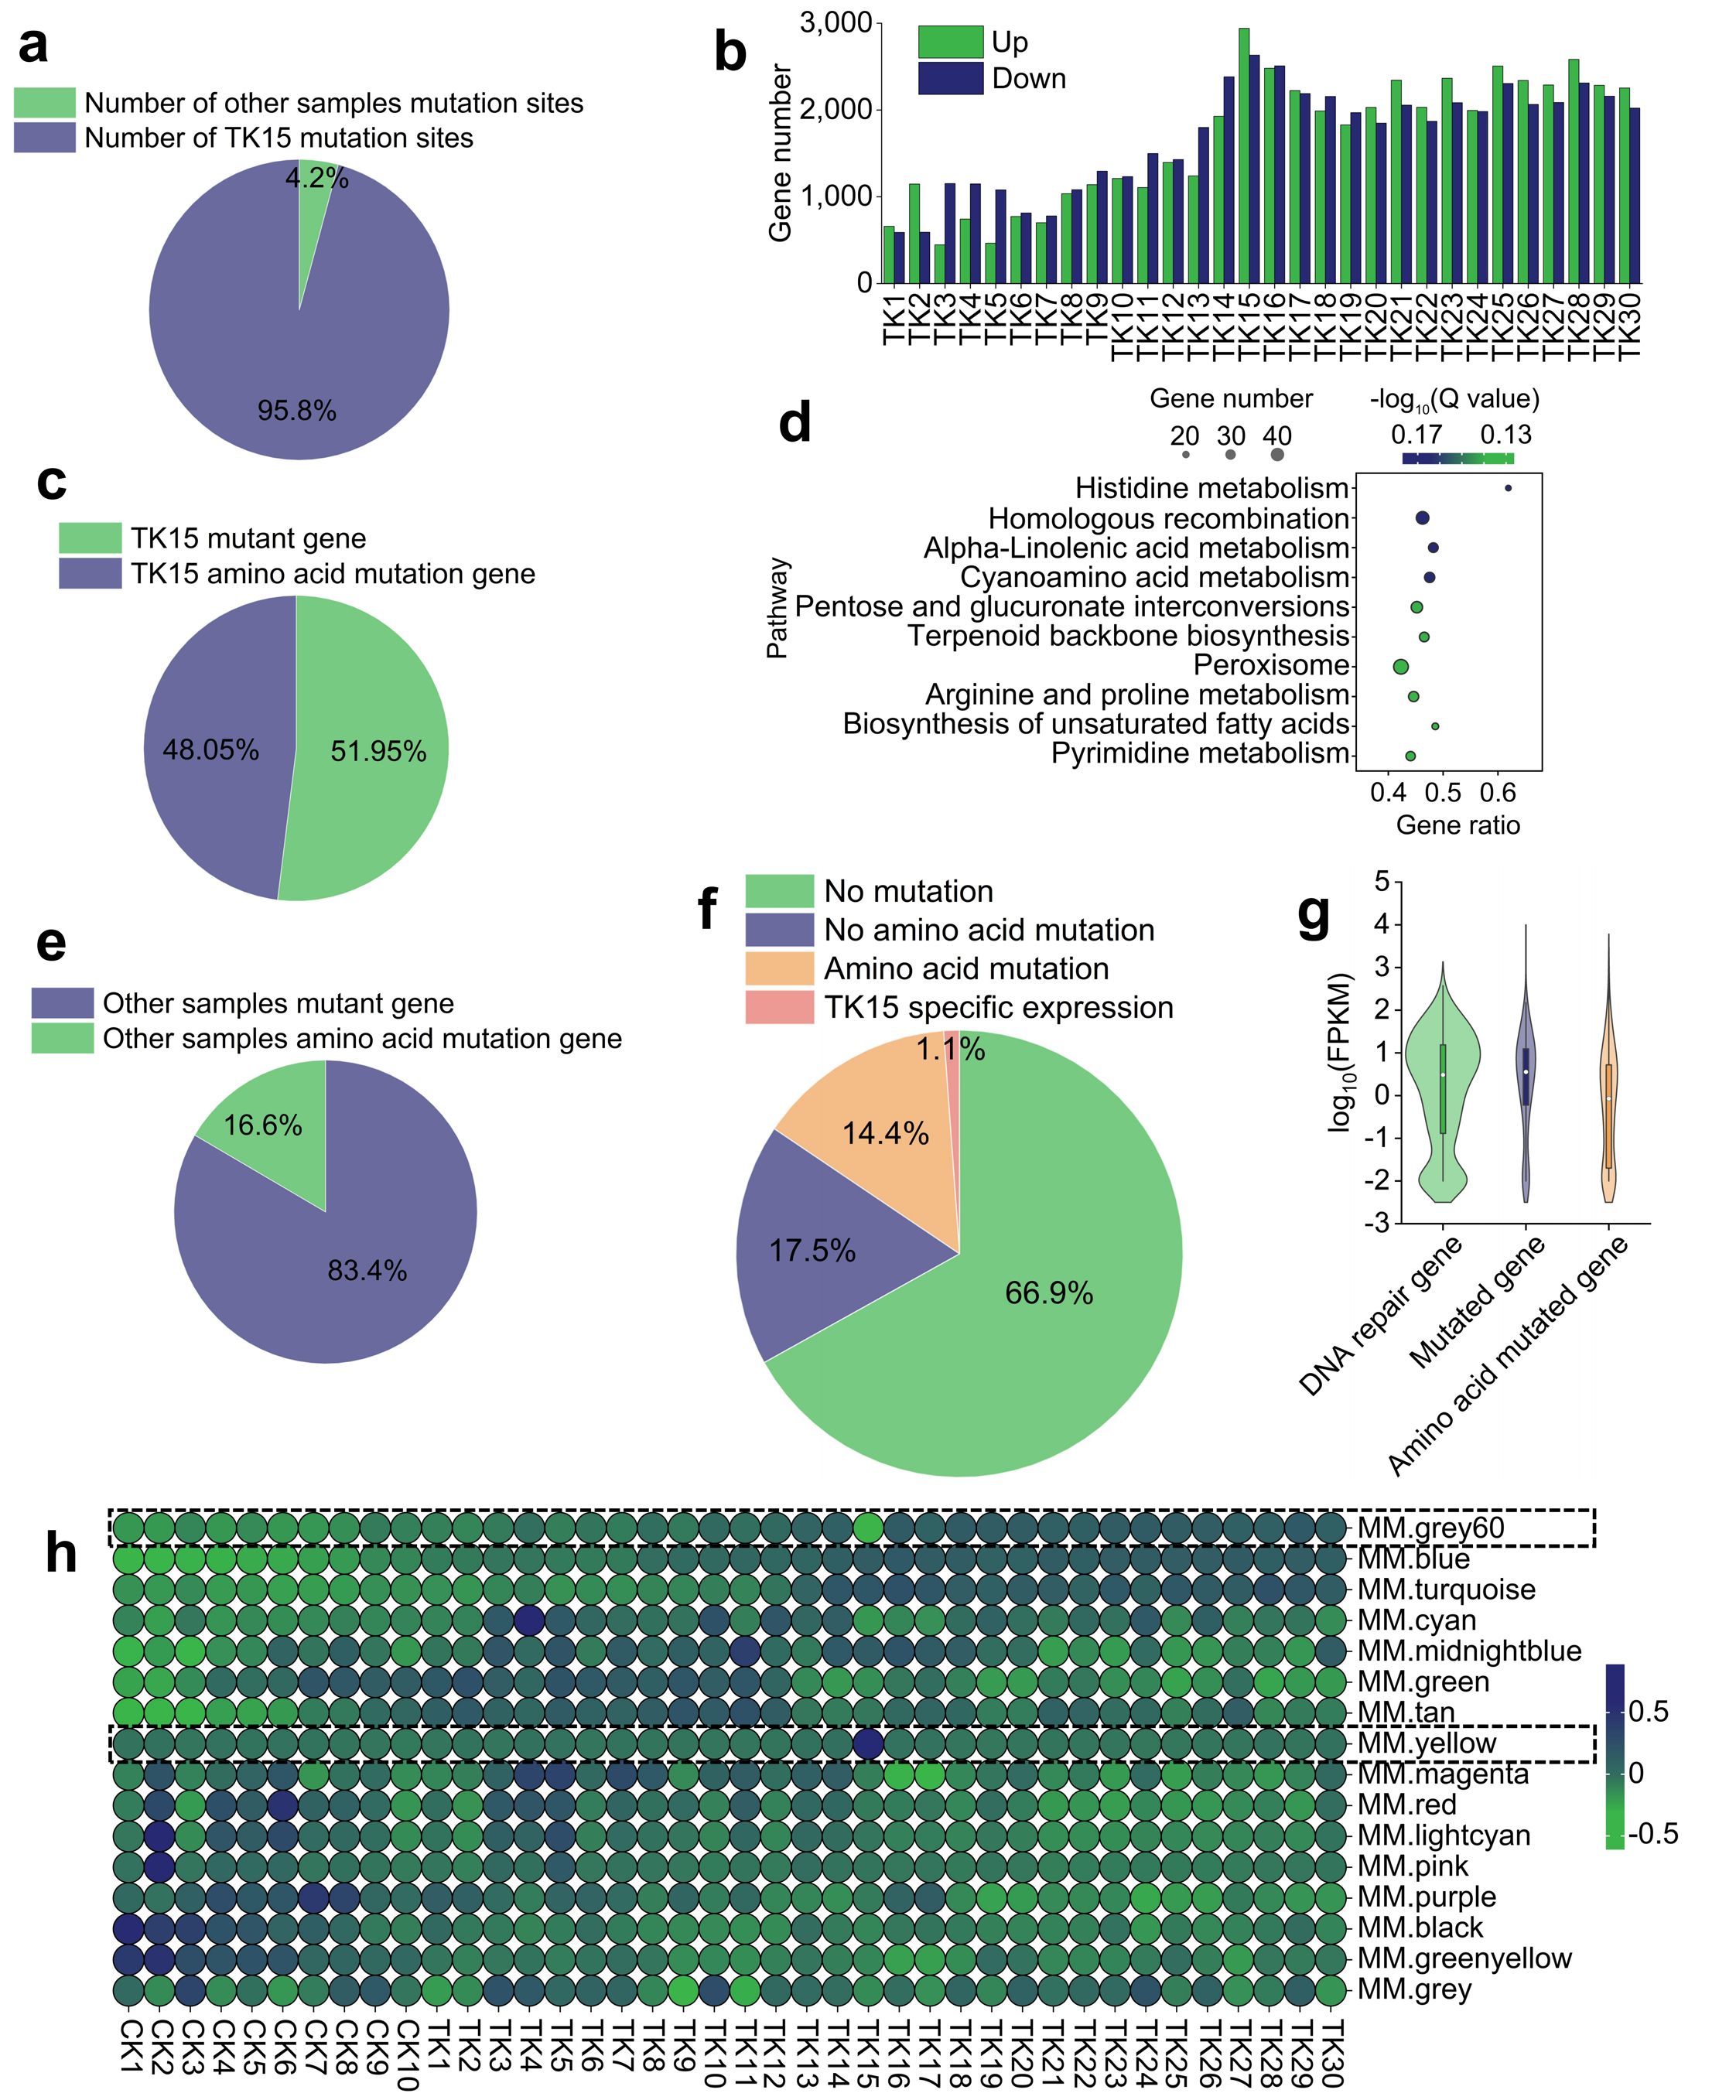 a
Number of other samples mutation sites
Number of TK15 mutation sites
4.2%
95.8%
b
Gene number
3,000
2,000
1,000
0
Up
Down
TK1 TK2 TK3 TK4 TK5 TK6 TK7 TK8 TK9 TK10 TK11 TK12 TK13 TK14 TK15 TK16 TK17 TK18 TK19 TK20 TK21 TK22 TK23 TK24 TK25 TK26 TK27 TK28 TK29 TK30
c
TK15 mutant gene
TK15 amino acid mutation gene
48.05%
51.95%
d
Gene number
20 30 40
-log10(Q value)
0.17 0.13
Pathway
Histidine metabolism
Homologous recombination
Alpha-Linolenic acid metabolism
Cyanoamino acid metabolism
Pentose and glucuronate interconversions
Terpenoid backbone biosynthesis
Peroxisome
Arginine and proline metabolism
Biosynthesis of unsaturated fatty acids
Pyrimidine metabolism
0.4 0.5 0.6
Gene ratio
e
Other samples mutant gene
Other samples amino acid mutation gene
16.6%
83.4%
f
No mutation
No amino acid mutation
Amino acid mutation
TK15 specific expression
1.1%
14.4%
17.5%
66.9%
g
log10(FPKM)
5
4
3
2
1
0
-1
-2
-3
DNA repair gene
Mutated gene
Amino acid mutated gene
h
MM.grey60
MM.blue
MM.turquoise
MM.cyan
MM.midnightblue
MM.green
MM.tan
MM.yellow
MM.magenta
MM.red
MM.lightcyan
MM.pink
MM.purple
MM.black
MM.greenyellow
MM.grey
0.5
0
-0.5
CK1 CK2 CK3 CK4 CK5 CK6 CK7 CK8 CK9 CK10 TK1 TK2 TK3 TK4 TK5 TK6 TK7 TK8 TK9 TK10 TK11 TK12 TK13 TK14 TK15 TK16 TK17 TK18 TK19 TK20 TK21 TK22 TK23 TK24 TK25 TK26 TK27 TK28 TK29 TK30